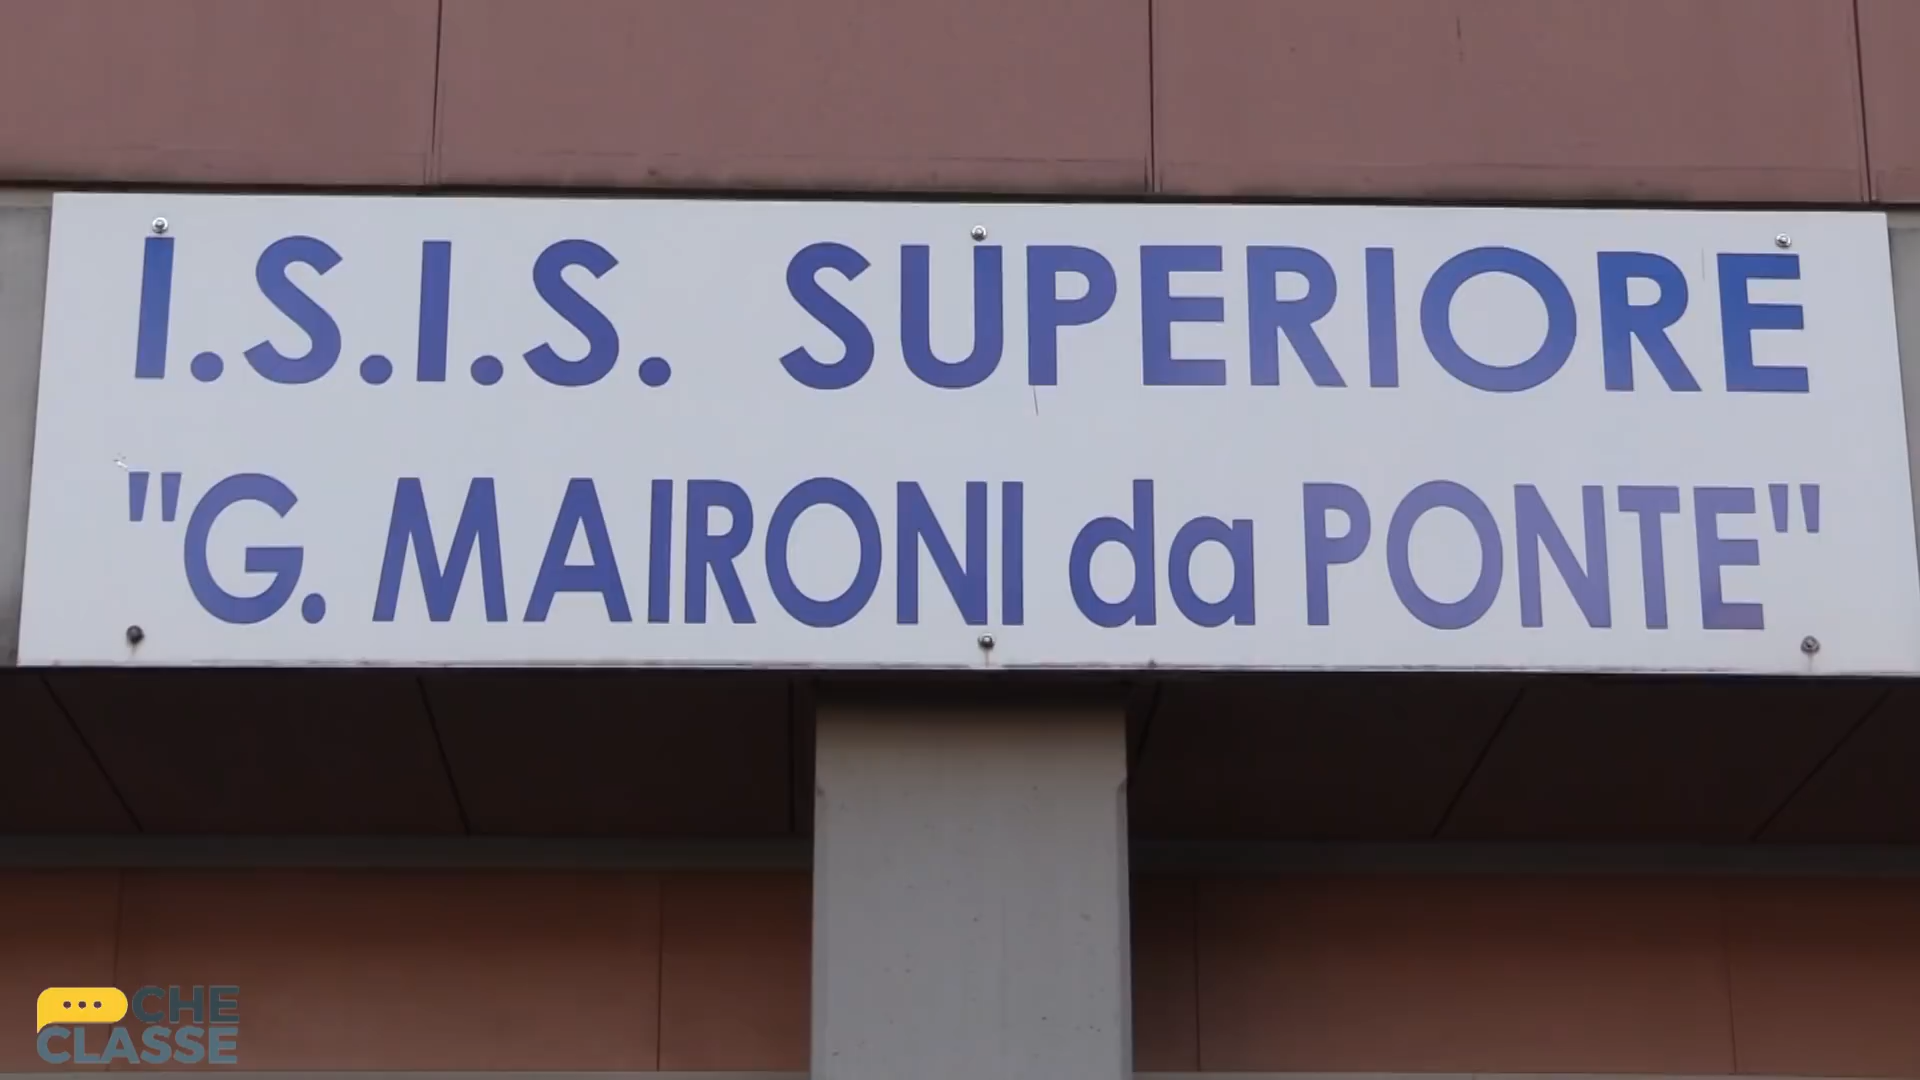 I.S.I.S. SUPERIORE
"G. MAIRONI da PONTE"
CHE
CLASSE